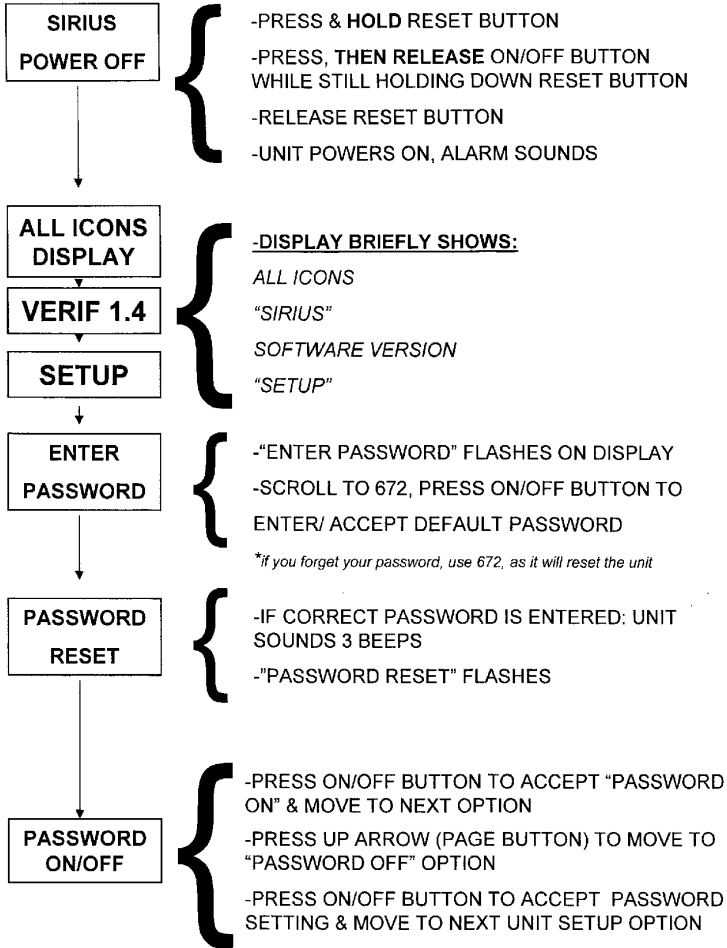 SIRIUS
POWER OFF
-PRESS & HOLD RESET BUTTON
-PRESS, THEN RELEASE ON/OFF BUTTON
WHILE STILL HOLDING DOWN RESET BUTTON
-RELEASE RESET BUTTON
-UNIT POWERS ON, ALARM SOUNDS
ALL ICONS
DISPLAY
VERIF 1.4
SETUP
-DISPLAY BRIEFLY SHOWS:
ALL ICONS
“SIRIUS”
SOFTWARE VERSION
“SETUP”
ENTER
PASSWORD
-“ENTER PASSWORD” FLASHES ON DISPLAY
-SCROLL TO 672, PRESS ON/OFF BUTTON TO
ENTER/ ACCEPT DEFAULT PASSWORD
*if you forget your password, use 672, as it will reset the unit
PASSWORD
RESET
-IF CORRECT PASSWORD IS ENTERED: UNIT
SOUNDS 3 BEEPS
-”PASSWORD RESET” FLASHES
PASSWORD
ON/OFF
-PRESS ON/OFF BUTTON TO ACCEPT “PASSWORD
ON” & MOVE TO NEXT OPTION
-PRESS UP ARROW (PAGE BUTTON) TO MOVE TO
“PASSWORD OFF” OPTION
-PRESS ON/OFF BUTTON TO ACCEPT PASSWORD
SETTING & MOVE TO NEXT UNIT SETUP OPTION